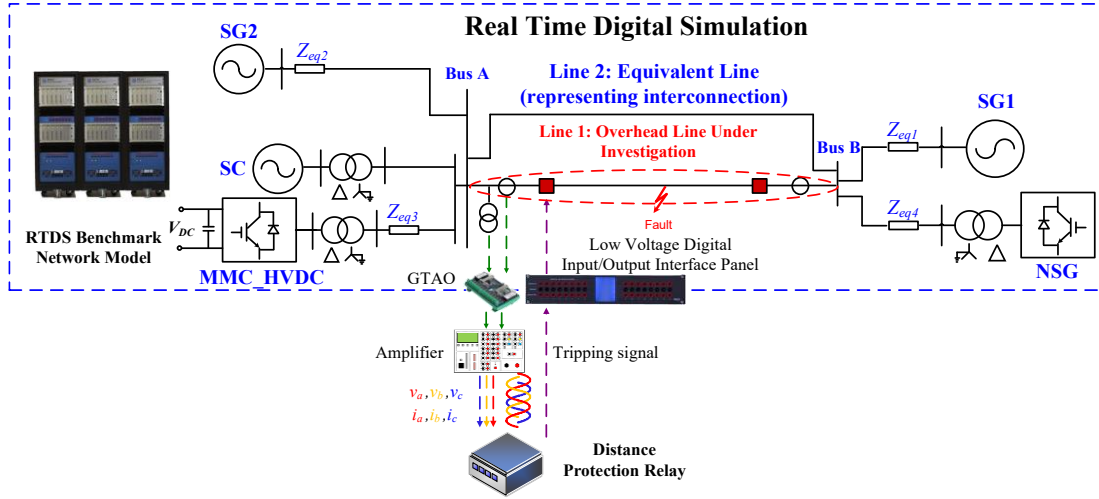 Real Time Digital Simulation
SG2
Zeq2
Bus A
Line 2: Equivalent Line
(representing interconnection)
SG1
Zeq1
Line 1: Overhead Line Under
Investigation
Bus B
SC
Zeq3
Zeq4
VDC
Fault
RTDS Benchmark
Network Model
MMC_HVDC
GTAO
Low Voltage Digital
Input/Output Interface Panel
NSG
Amplifier
Tripping signal
va,vb,vc
ia,ib,ic
Distance
Protection Relay